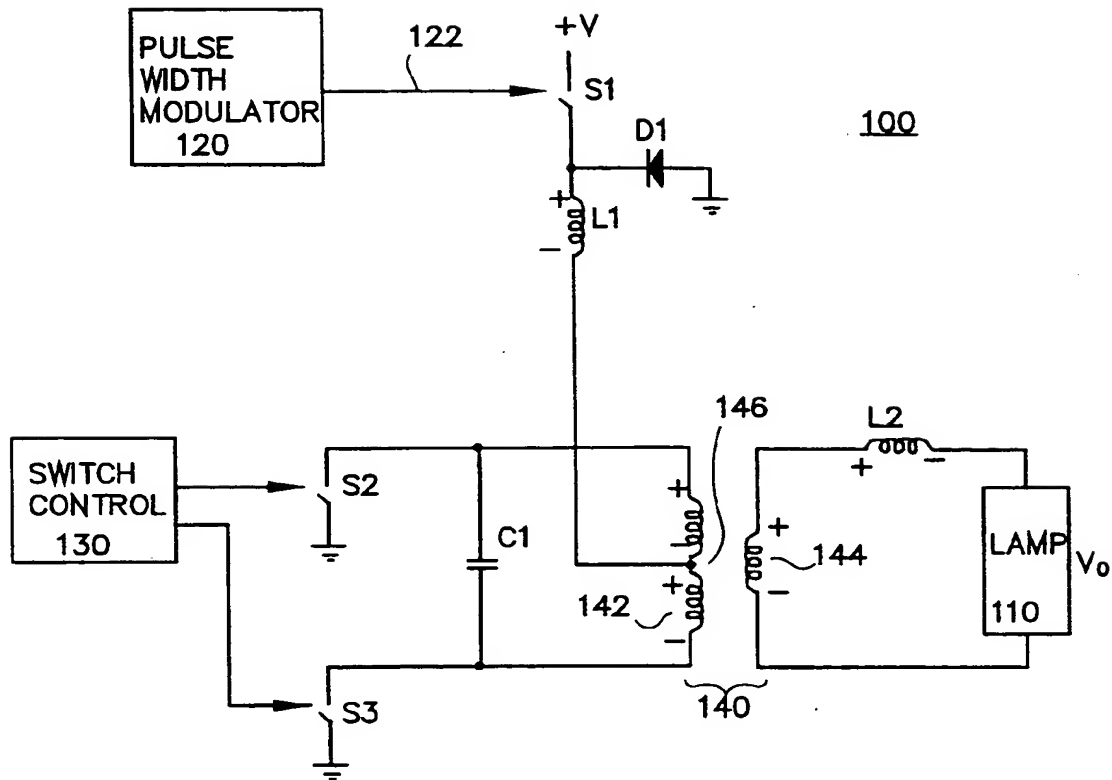 PULSE
WIDTH
MODULATOR
120
122
+V
S1
100
D1
+
L1
−
146
L2
+ −
SWITCH
CONTROL
130
S2
C1
+
−
+
142
−
+
144
−
LAMP
110
Vo
S3
140